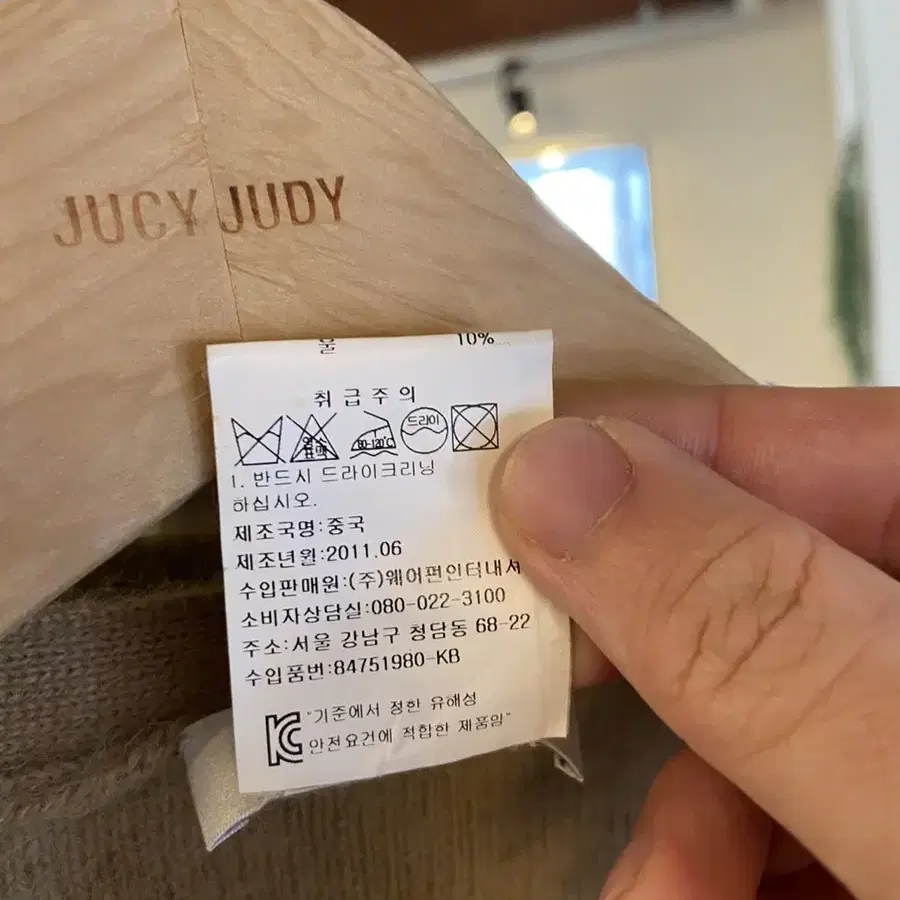 JUCY JUDY
울 10%
취급주의
80-120℃ 드라이
1. 반드시 드라이크리닝
하십시오.
제조국명:중국
제조년월:2011.06
수입판매원:(주)웨어펀인터내셔
소비자상담실:080-022-3100
주소:서울 강남구 청담동 68-22
수입품번:84751980-KB
"기준에서 정한 유해성
안전요건에 적합한 제품임"